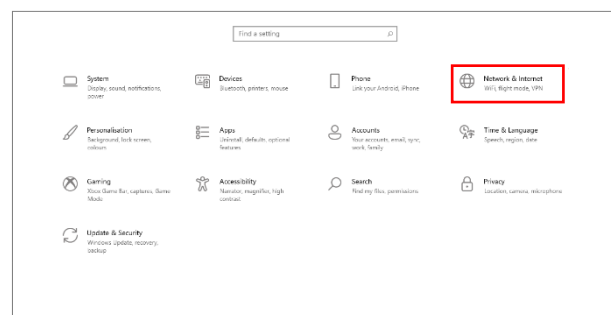 Find a setting
System
Display, sound, notifications,
power
Devices
Bluetooth, printers, mouse
Phone
Link your Android, iPhone
Network & Internet
WiFi, flight mode, VPN
Personalisation
Background, lock screen,
colours
Apps
Uninstall, defaults, optional
features
Accounts
Your accounts, email, sync,
work, family
Time & Language
Speech, region, date
Gaming
Xbox Game Bar, captures, Game
Mode
Accessibility
Narrator, magnifier, high
contrast
Search
Find my files, permissions
Privacy
Location, camera, microphone
Update & Security
Windows Update, recovery,
backup